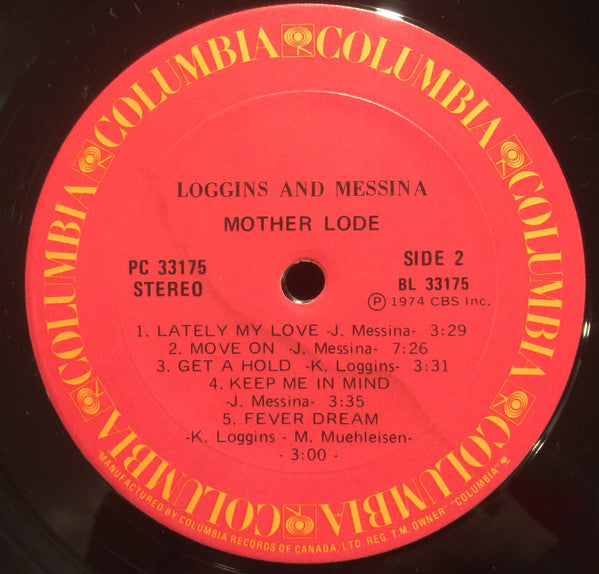 COLUMBIA COLUMBIA COLUMBIA COLUMBIA COLUMBIA COLUMBIA
LOGGINS AND MESSINA
MOTHER LODE
PC 33175
STEREO
SIDE 2
BL 33175
Ⓟ 1974 CBS Inc.
1. LATELY MY LOVE -J. Messina- 3:29
2. MOVE ON -J. Messina- 7:26
3. GET A HOLD -K. Loggins- 3:31
4. KEEP ME IN MIND
-J. Messina- 3:35
5. FEVER DREAM
-K. Loggins - M. Muehleisen-
- 3:00 -
"MANUFACTURED BY COLUMBIA RECORDS OF CANADA, LTD. REG. T.M. OWNER" "COLUMBIA"